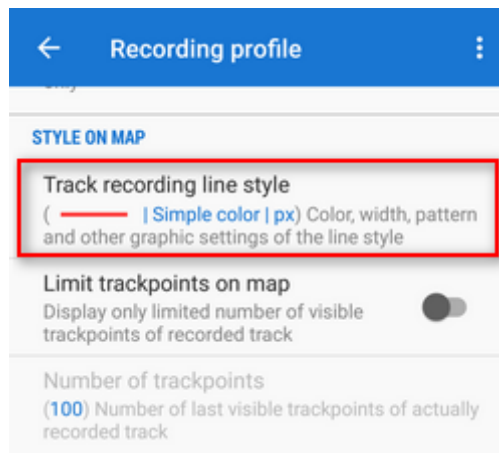 Recording profile
STYLE ON MAP
Track recording line style
( | Simple color | px) Color, width, pattern
and other graphic settings of the line style
Limit trackpoints on map
Display only limited number of visible
trackpoints of recorded track
Number of trackpoints
(100) Number of last visible trackpoints of actually
recorded track